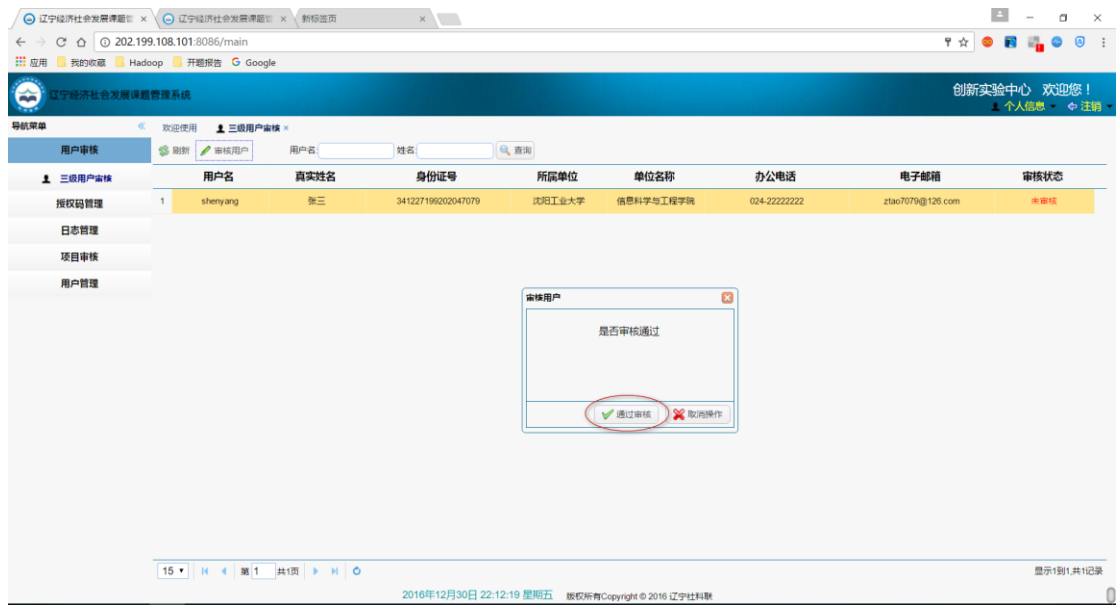 辽宁经济社会发展课题管 × 辽宁经济社会发展课题管 × 新标签页 ×
202.199.108.101:8086/main
应用 我的收藏 Hadoop 开题报告 Google
辽宁经济社会发展课题管理系统 创新实验中心 欢迎您！
个人信息 注销
导航菜单 欢迎使用 三级用户审核 ×
用户审核 刷新 审核用户 用户名: 姓名: 查询
用户名 真实姓名 身份证号 所属单位 单位名称 办公电话 电子邮箱 审核状态
三级用户审核
1 shenyang 张三 341227199202047079 沈阳工业大学 信息科学与工程学院 024-22222222 ztao7079@126.com 未审核
授权码管理
日志管理
项目审核
用户管理
审核用户
是否审核通过
通过审核 取消操作
15 第 1 共1页 显示1到1,共1记录
2016年12月30日 22:12:19 星期五 版权所有Copyright © 2016 辽宁社科联